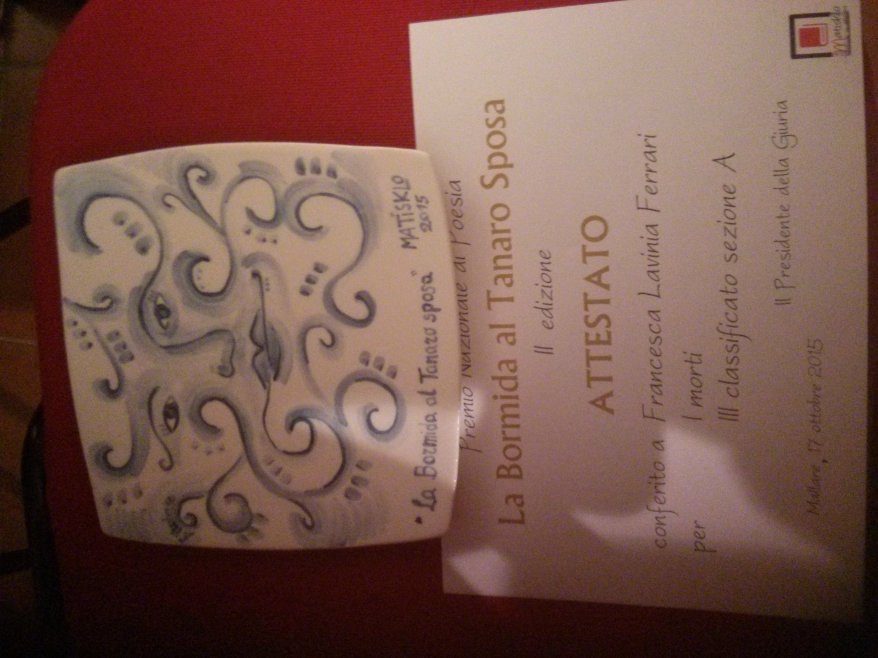 "La Bormida al Tanaro sposa"
MATISKLO
2015
Premio Nazionale di Poesia
La Bormida al Tanaro Sposa
II edizione
ATTESTATO
conferito a Francesca Lavinia Ferrari
per I morti
III classificato sezione A
Il Presidente della Giuria
Mallare, 17 ottobre 2015
Matisklo